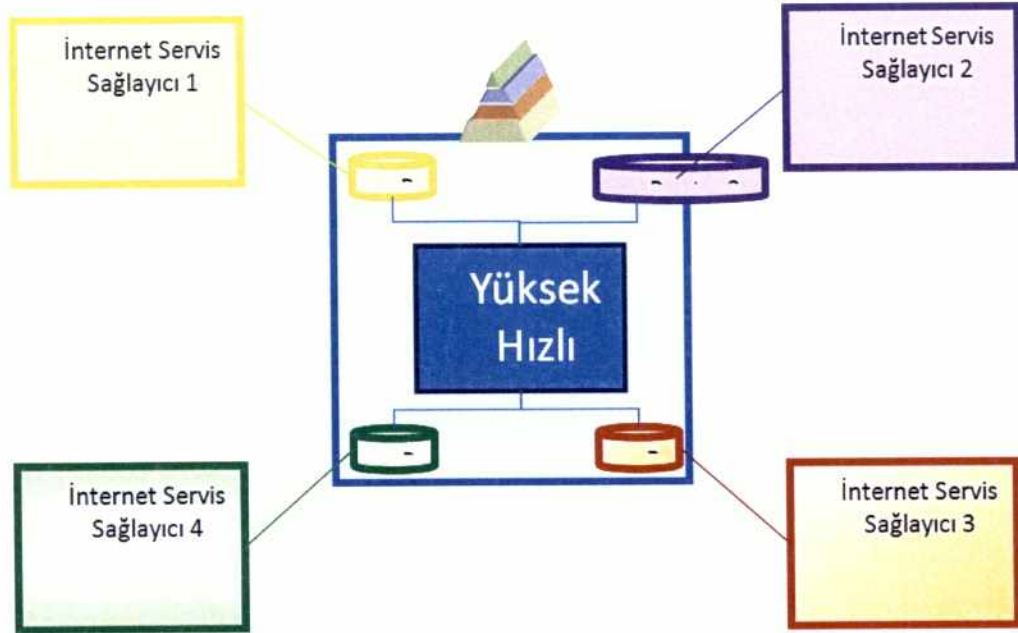 İnternet Servis
Sağlayıcı 1
İnternet Servis
Sağlayıcı 2
Yüksek
Hızlı
İnternet Servis
Sağlayıcı 4
İnternet Servis
Sağlayıcı 3